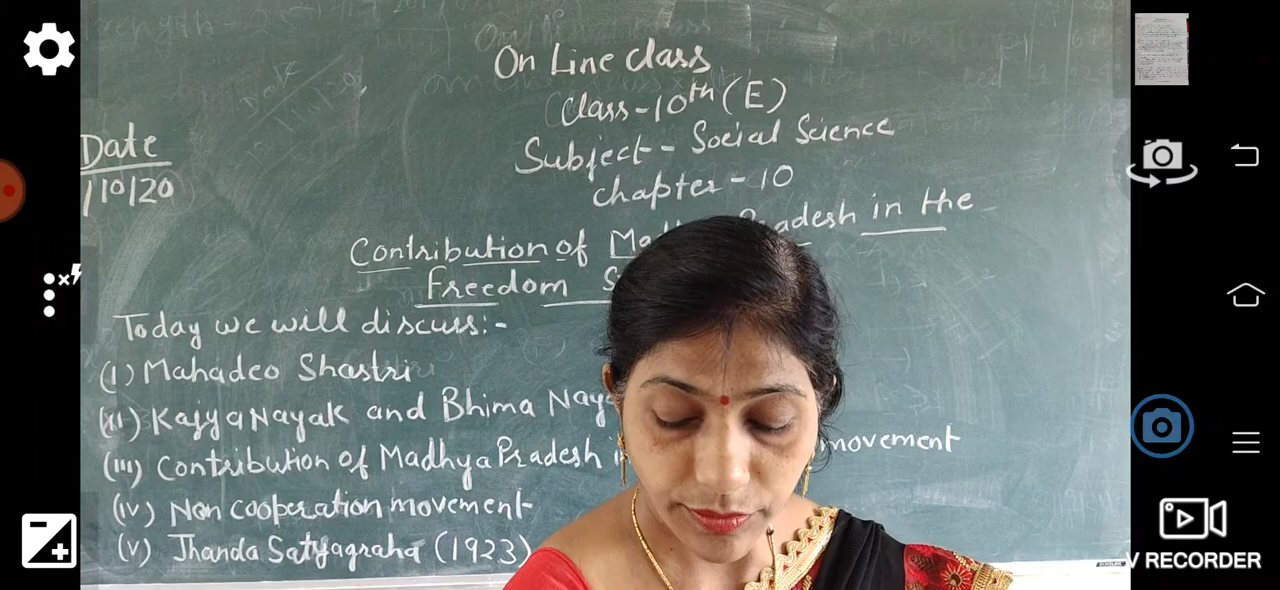 On Line class
Class-10th (E)
Subject- Social Science
chapter-10
Date
/10/20
Contribution of Pradesh in the
Freedom
Today we will discuss:-
(I) Mahadeo Shastri
(II) Kajya Nayak and Bhima
(III) Contribution of Madhya Pradesh movement
(IV) Non cooperation movement-
(V) Jhanda Satyagraha (1923)
V RECORDER